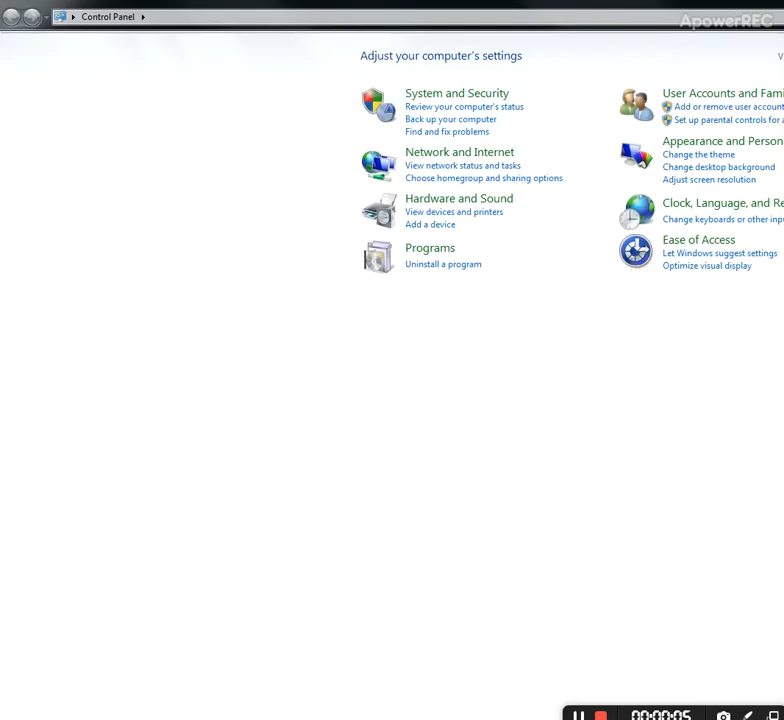 Control Panel
ApowerREC
Adjust your computer's settings
V
System and Security
Review your computer's status
Back up your computer
Find and fix problems
Network and Internet
View network status and tasks
Choose homegroup and sharing options
Hardware and Sound
View devices and printers
Add a device
Programs
Uninstall a program
User Accounts and Fami
Add or remove user account
Set up parental controls for a
Appearance and Person
Change the theme
Change desktop background
Adjust screen resolution
Clock, Language, and Re
Change keyboards or other inpu
Ease of Access
Let Windows suggest settings
Optimize visual display
00:00:05